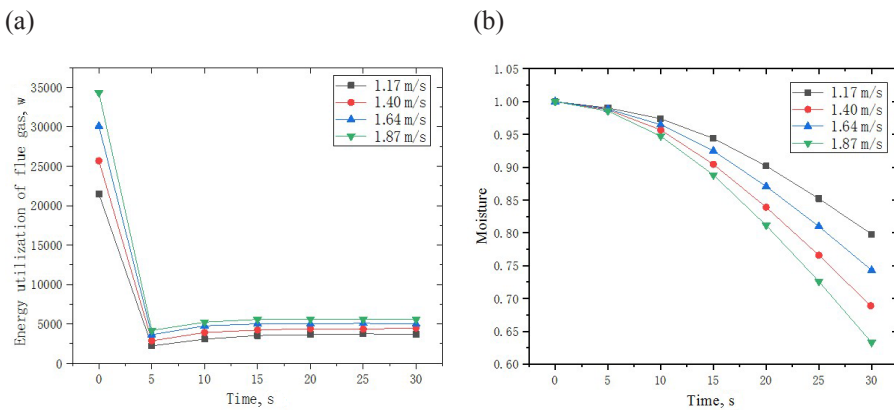 (a)
(b)
Energy utilization of flue gas, w
35000
30000
25000
20000
15000
10000
5000
0
0 5 10 15 20 25 30
Time, s
1.17 m/s
1.40 m/s
1.64 m/s
1.87 m/s
Moisture
1.05
1.00
0.95
0.90
0.85
0.80
0.75
0.70
0.65
0.60
0 5 10 15 20 25 30
Time, s
1.17 m/s
1.40 m/s
1.64 m/s
1.87 m/s